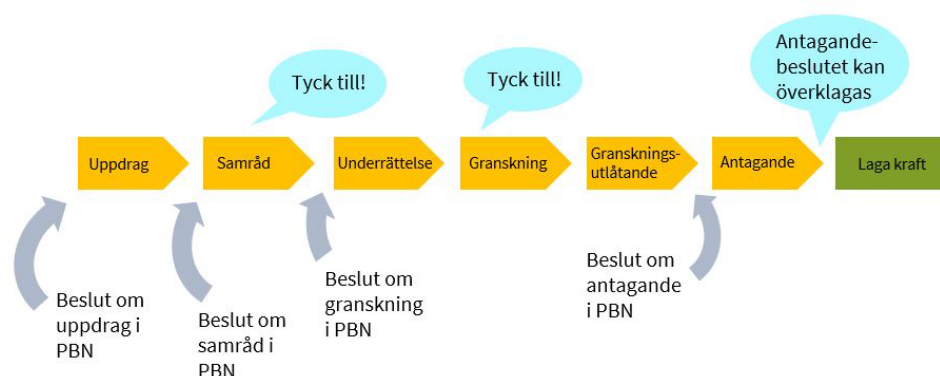 Tyck till!
Tyck till!
Antagande-
beslutet kan
överklagas
Uppdrag
Samråd
Underrättelse
Granskning
Gransknings-
utlåtande
Antagande
Laga kraft
Beslut om
uppdrag i
PBN
Beslut om
samråd i
PBN
Beslut om
granskning
i PBN
Beslut om
antagande
i PBN